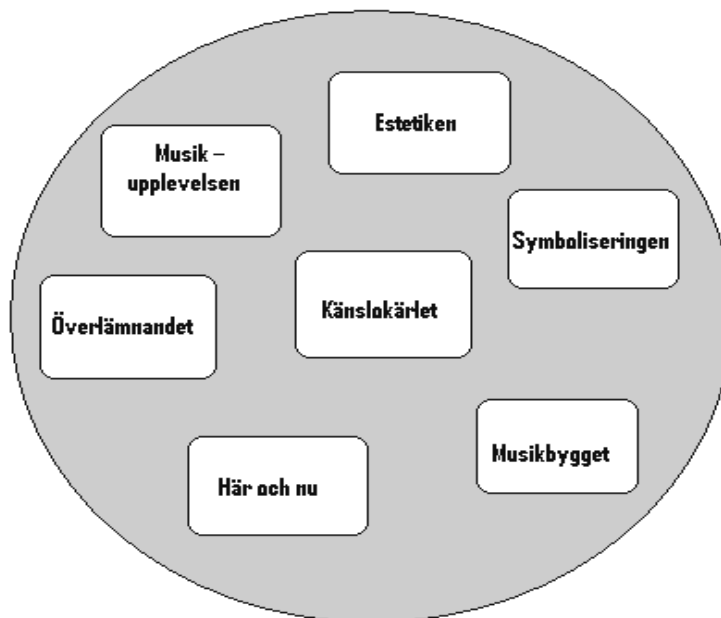 Estetiken
Musik –
upplevelsen
Symboliseringen
Känslokärlet
Överlämnandet
Musikbygget
Här och nu